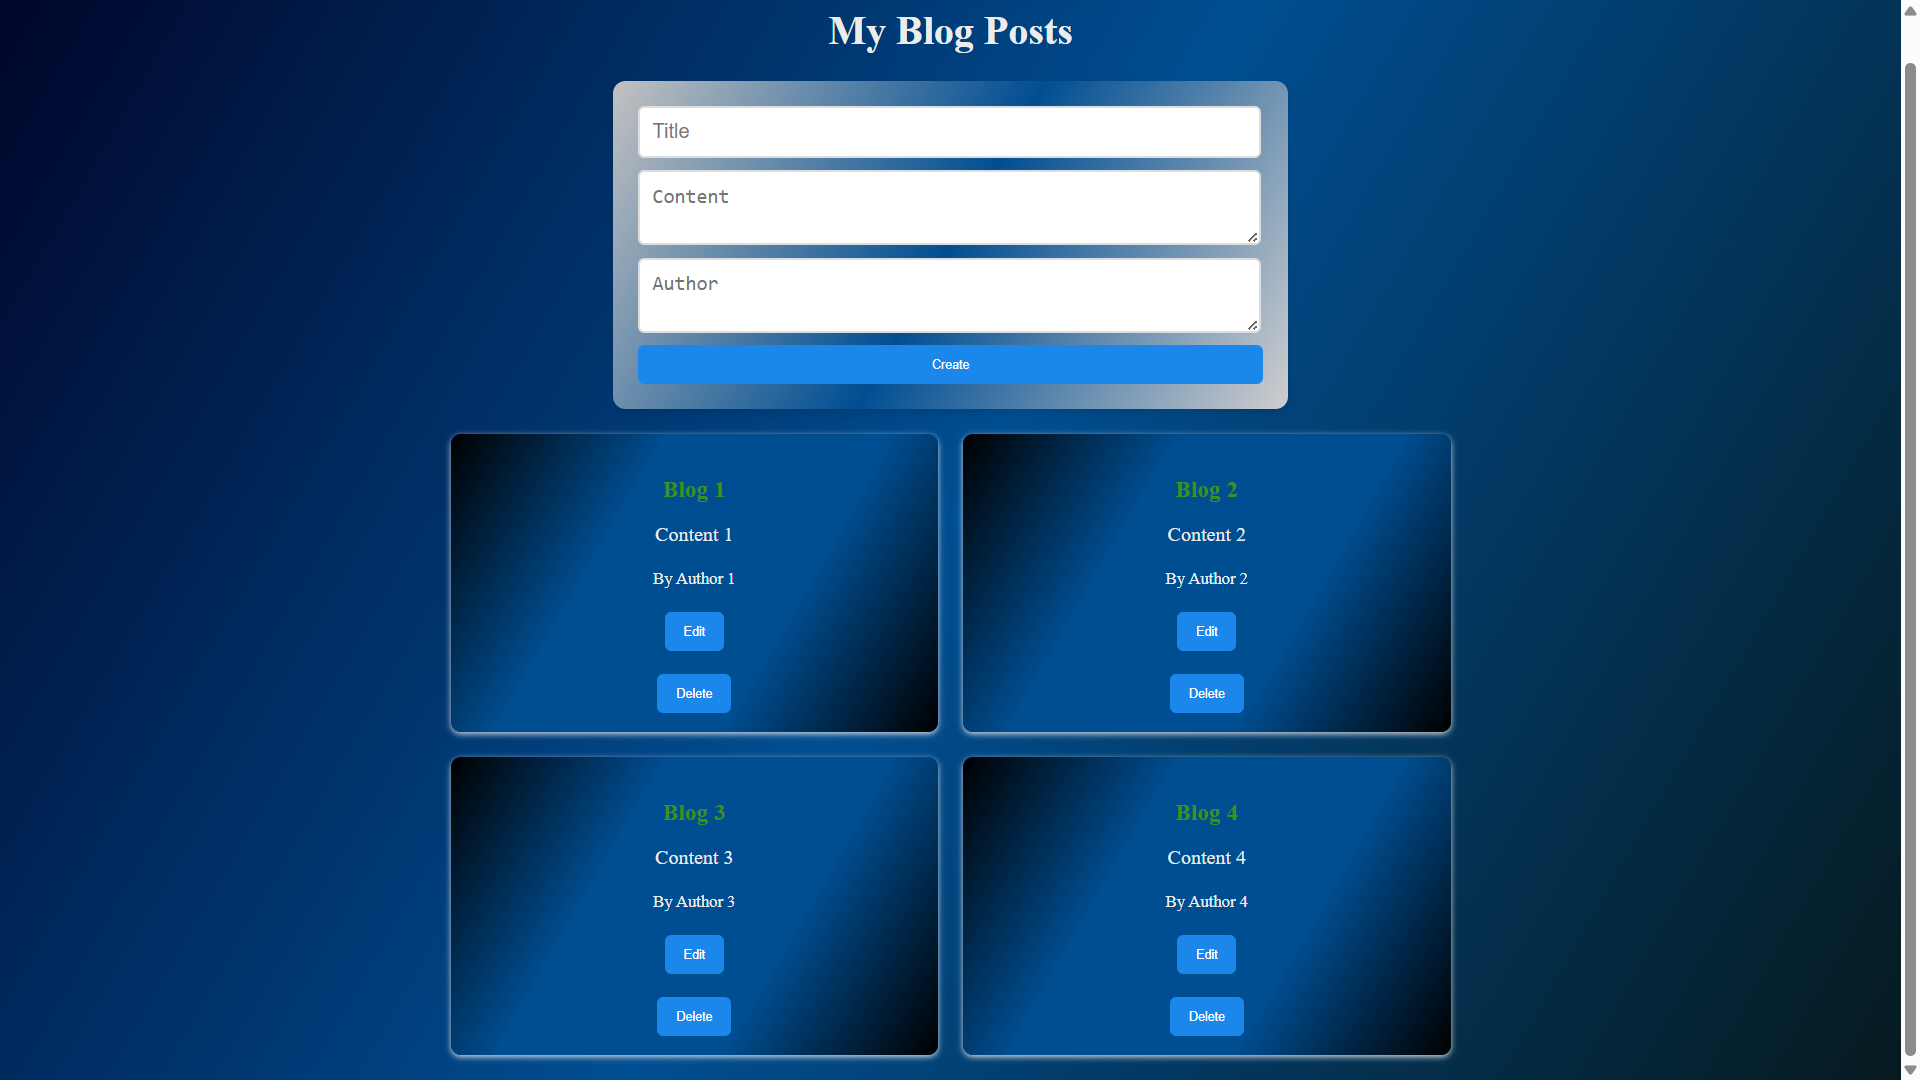 My Blog Posts
Title
Content
Author
Create
Blog 1
Content 1
By Author 1
Edit
Delete
Blog 2
Content 2
By Author 2
Edit
Delete
Blog 3
Content 3
By Author 3
Edit
Delete
Blog 4
Content 4
By Author 4
Edit
Delete